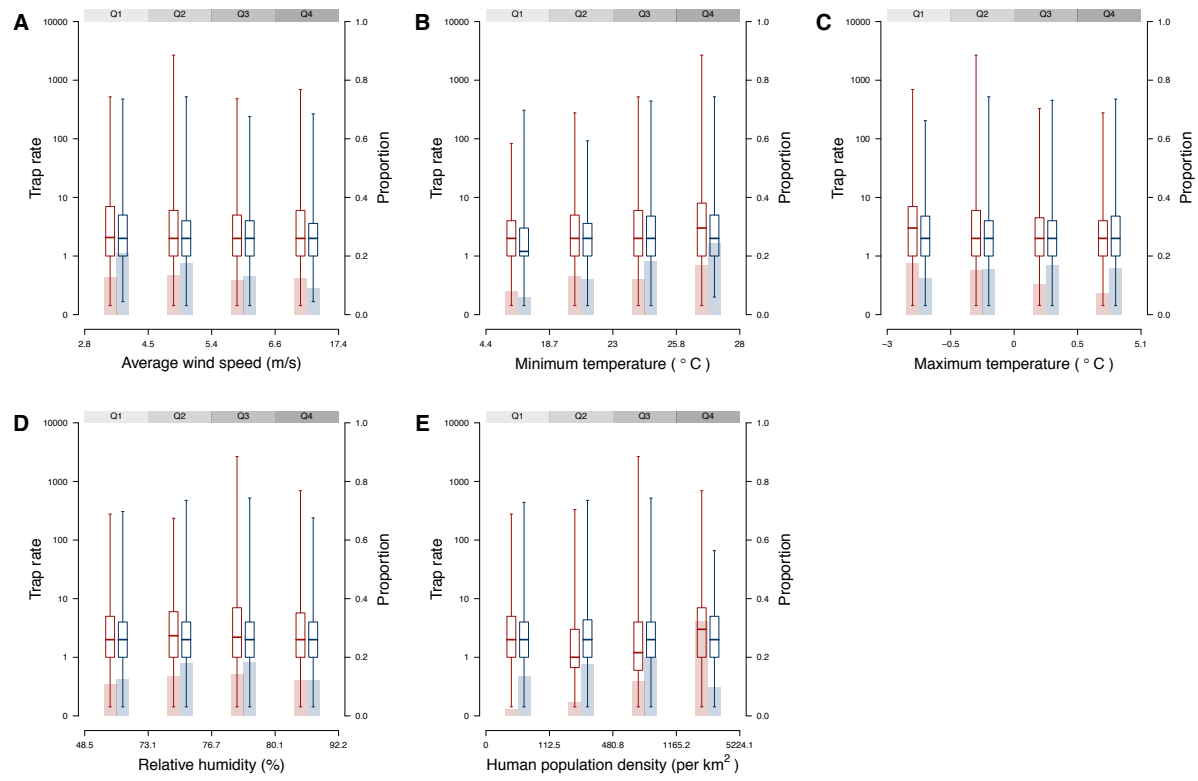 A
Q1 Q2 Q3 Q4
10000 1000 100 10 1 0
Trap rate
1.0 0.8 0.6 0.4 0.2 0.0
Proportion
2.8 4.5 5.4 6.6 17.4
Average wind speed (m/s)
B
Q1 Q2 Q3 Q4
10000 1000 100 10 1 0
Trap rate
1.0 0.8 0.6 0.4 0.2 0.0
Proportion
4.4 18.7 23 25.8 28
Minimum temperature ( ° C )
C
Q1 Q2 Q3 Q4
10000 1000 100 10 1 0
Trap rate
1.0 0.8 0.6 0.4 0.2 0.0
Proportion
−3 −0.5 0 0.5 5.1
Maximum temperature ( ° C )
D
Q1 Q2 Q3 Q4
10000 1000 100 10 1 0
Trap rate
1.0 0.8 0.6 0.4 0.2 0.0
Proportion
48.5 73.1 76.7 80.1 92.2
Relative humidity (%)
E
Q1 Q2 Q3 Q4
10000 1000 100 10 1 0
Trap rate
1.0 0.8 0.6 0.4 0.2 0.0
Proportion
0 112.5 480.8 1165.2 5224.1
Human population density (per km² )